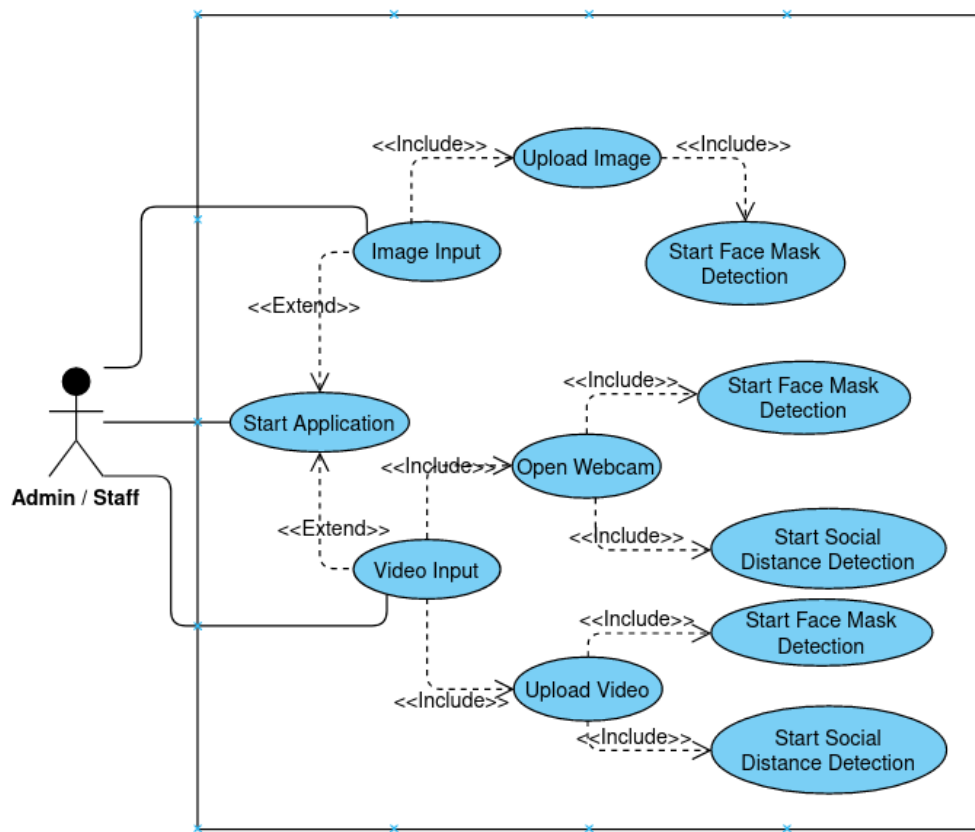 <<Include>>
Upload Image
<<Include>>
Image Input
Start Face Mask
Detection
<<Extend>>
Start Application
Admin / Staff
<<Include>>
Start Face Mask
Detection
<<Include>>
Open Webcam
<<Extend>>
<<Include>>
Start Social
Distance Detection
Video Input
<<Include>>
Start Face Mask
Detection
<<Include>>
Upload Video
<<Include>>
Start Social
Distance Detection